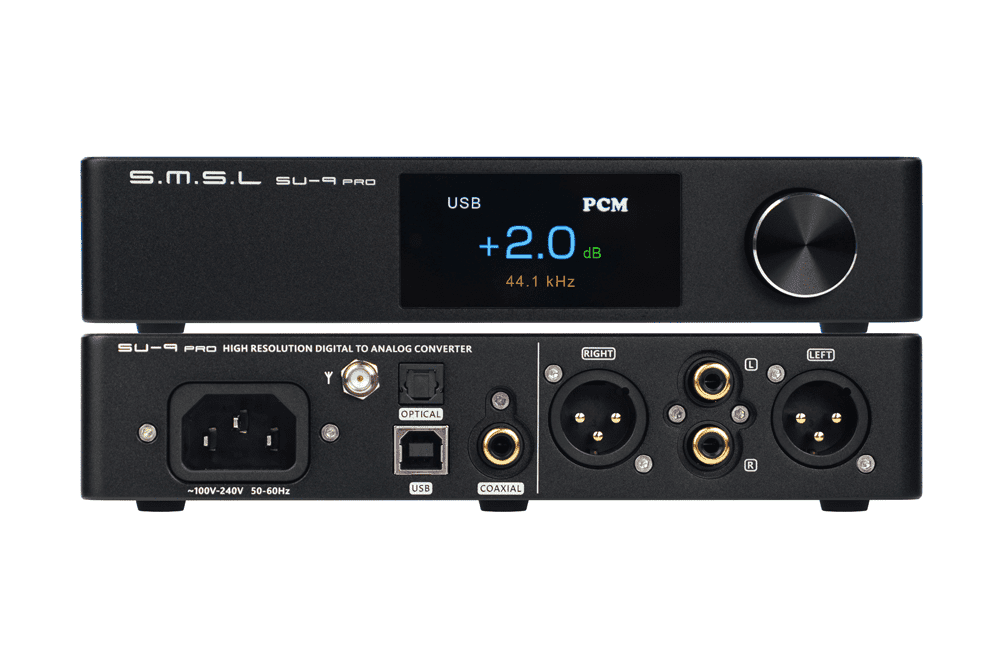 S.M.S.L SU-9 PRO
USB PCM
+2.0 dB
44.1 kHz
SU-9 PRO HIGH RESOLUTION DIGITAL TO ANALOG CONVERTER
RIGHT
LEFT
L
OPTICAL
R
~100V-240V 50-60Hz
USB
COAXIAL